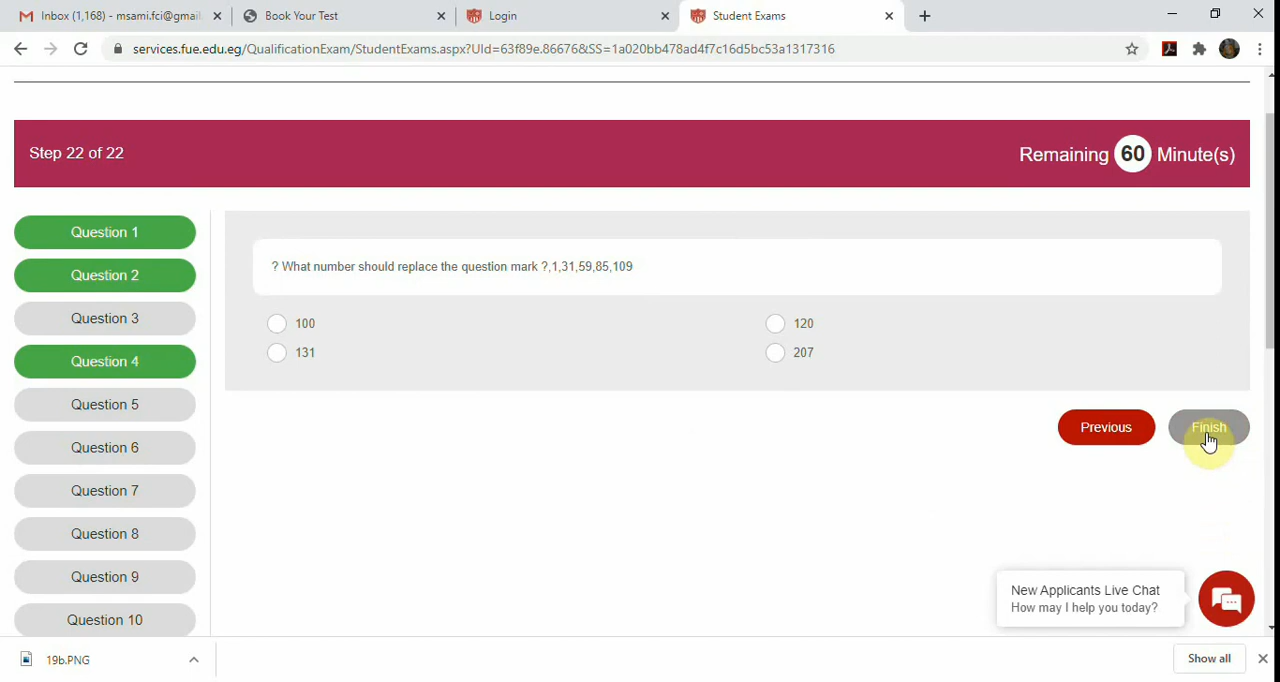 Inbox (1,168) - msami.fci@gmai
Book Your Test
Login
Student Exams
services.fue.edu.eg/QualificationExam/StudentExams.aspx?UId=63f89e.86676&SS=1a020bb478ad4f7c16d5bc53a1317316
Step 22 of 22
Remaining 60 Minute(s)
Question 1
Question 2
Question 3
Question 4
Question 5
Question 6
Question 7
Question 8
Question 9
Question 10
? What number should replace the question mark ?,1,31,59,85,109
100
120
131
207
Previous
Finish
New Applicants Live Chat
How may I help you today?
19b.PNG
Show all